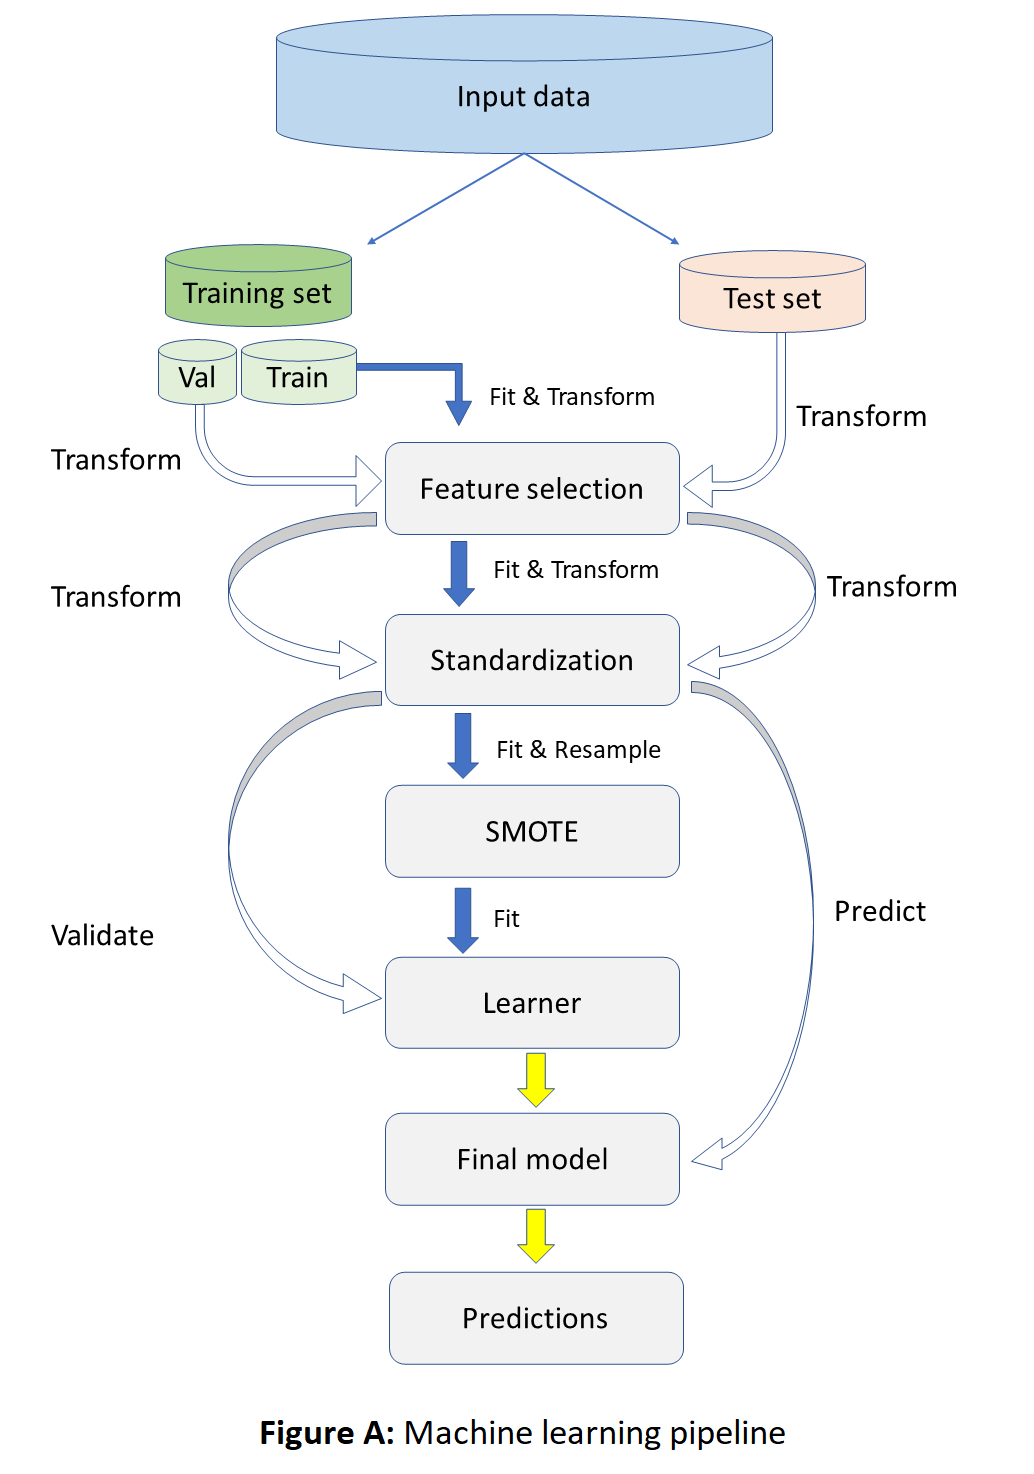 Input data
Training set
Test set
Val
Train
Fit & Transform
Transform
Transform
Feature selection
Fit & Transform
Transform
Transform
Standardization
Fit & Resample
SMOTE
Fit
Predict
Validate
Learner
Final model
Predictions
Figure A: Machine learning pipeline